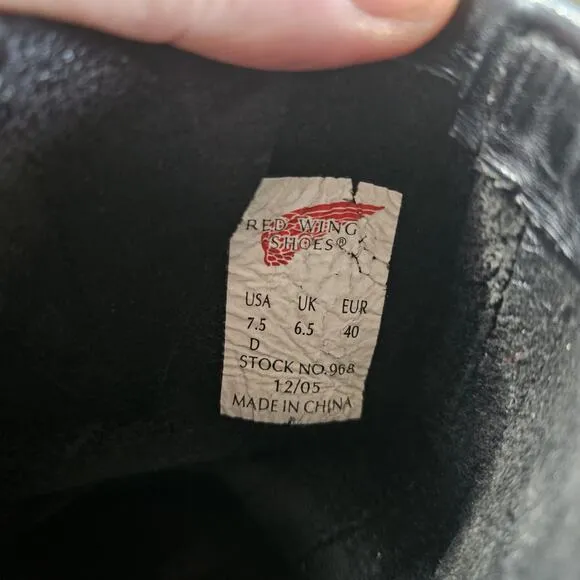 RED WING
SHOES®
USA UK EUR
7.5 6.5 40
D
STOCK NO.968
12/05
MADE IN CHINA